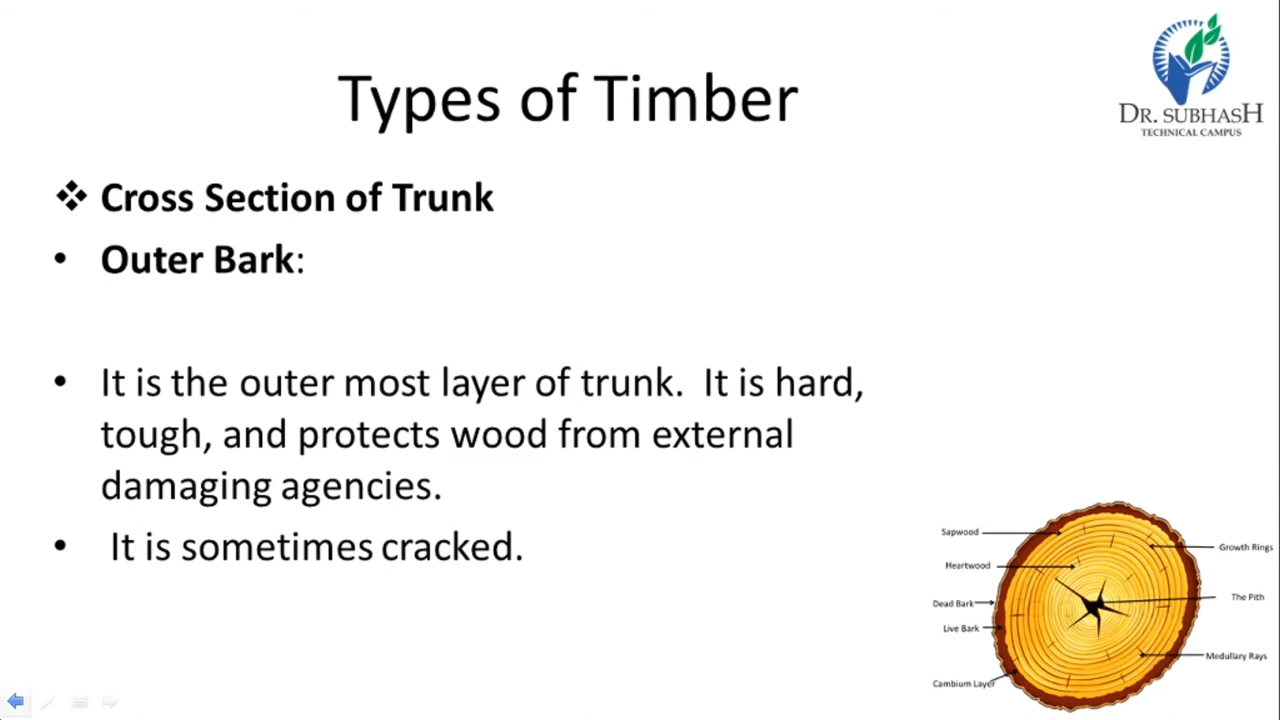 Types of Timber
DR. SUBHASH
TECHNICAL CAMPUS
❖ Cross Section of Trunk
• Outer Bark:
• It is the outer most layer of trunk. It is hard,
tough, and protects wood from external
damaging agencies.
• It is sometimes cracked.
Sapwood
Heartwood
Dead Bark
Live Bark
Cambium Layer
Growth Rings
The Pith
Medullary Rays